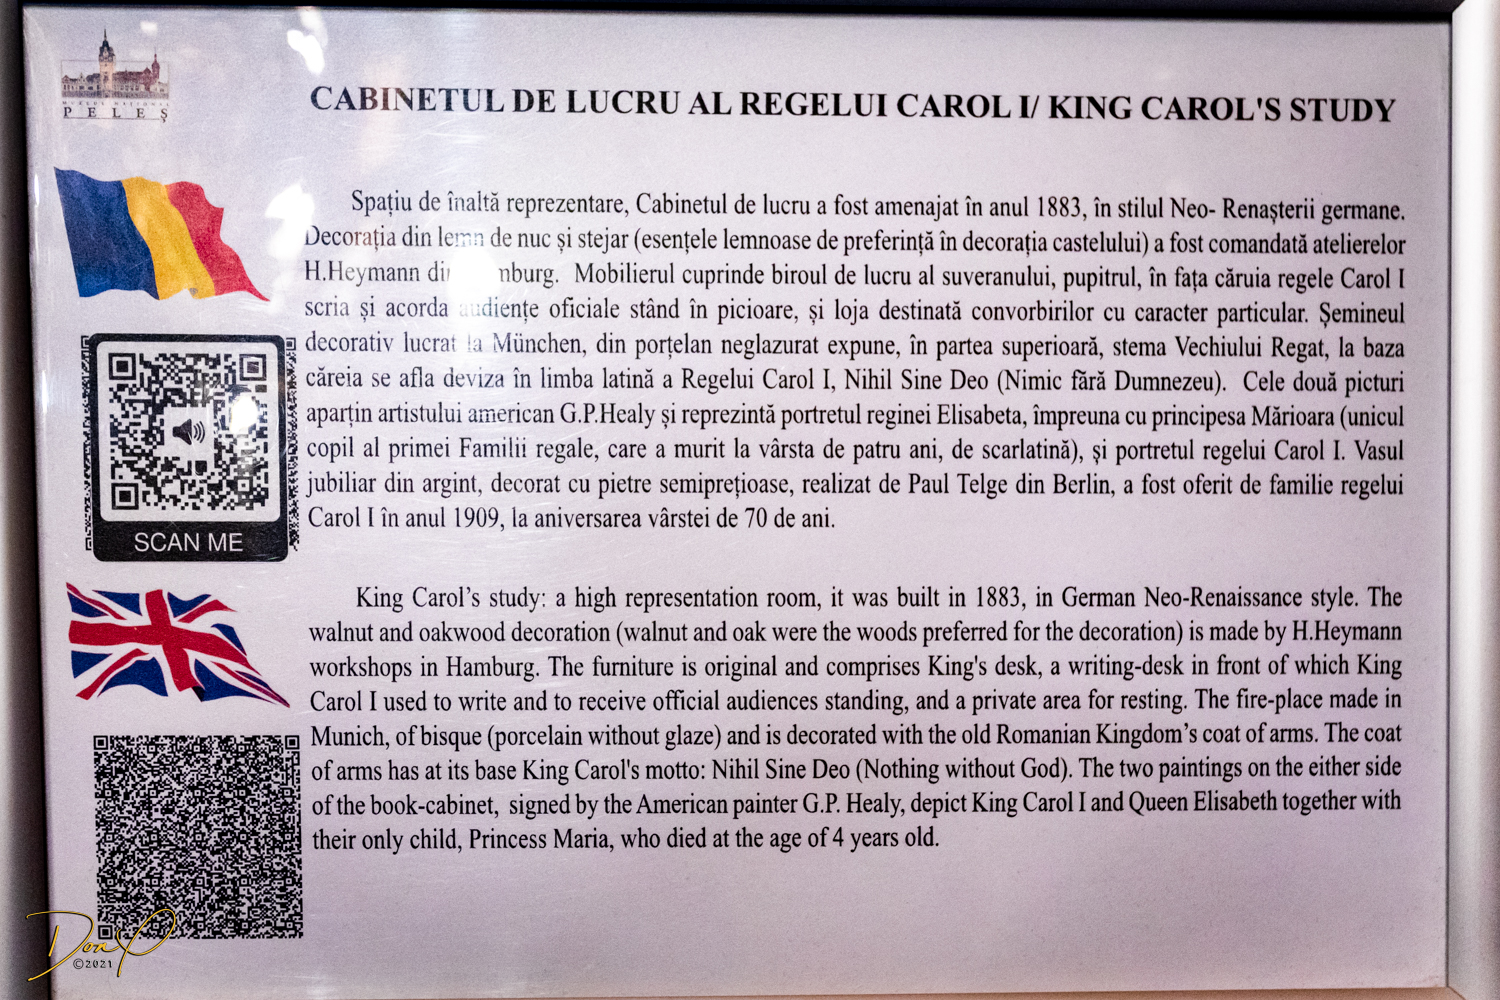 MUZEUL NAȚIONAL
PELEȘ
CABINETUL DE LUCRU AL REGELUI CAROL I/ KING CAROL'S STUDY
Spațiu de înaltă reprezentare, Cabinetul de lucru a fost amenajat în anul 1883, în stilul Neo- Renașterii germane.
Decorația din lemn de nuc și stejar (esențele lemnoase de preferință în decorația castelului) a fost comandată atelierelor
H.Heymann din mburg. Mobilierul cuprinde biroul de lucru al suveranului, pupitrul, în fața căruia regele Carol I
scria și acorda audiențe oficiale stând în picioare, și loja destinată convorbirilor cu caracter particular. Șemineul
decorativ lucrat la München, din porțelan neglazurat expune, în partea superioară, stema Vechiului Regat, la baza
căreia se afla deviza în limba latină a Regelui Carol I, Nihil Sine Deo (Nimic fără Dumnezeu). Cele două picturi
aparțin artistului american G.P.Healy și reprezintă portretul reginei Elisabeta, împreuna cu principesa Mărioara (unicul
copil al primei Familii regale, care a murit la vârsta de patru ani, de scarlatină), și portretul regelui Carol I. Vasul
jubiliar din argint, decorat cu pietre semiprețioase, realizat de Paul Telge din Berlin, a fost oferit de familie regelui
Carol I în anul 1909, la aniversarea vârstei de 70 de ani.
SCAN ME
King Carol’s study: a high representation room, it was built in 1883, in German Neo-Renaissance style. The
walnut and oakwood decoration (walnut and oak were the woods preferred for the decoration) is made by H.Heymann
workshops in Hamburg. The furniture is original and comprises King's desk, a writing-desk in front of which King
Carol I used to write and to receive official audiences standing, and a private area for resting. The fire-place made in
Munich, of bisque (porcelain without glaze) and is decorated with the old Romanian Kingdom’s coat of arms. The coat
of arms has at its base King Carol's motto: Nihil Sine Deo (Nothing without God). The two paintings on the either side
of the book-cabinet, signed by the American painter G.P. Healy, depict King Carol I and Queen Elisabeth together with
their only child, Princess Maria, who died at the age of 4 years old.
Don P
©2021